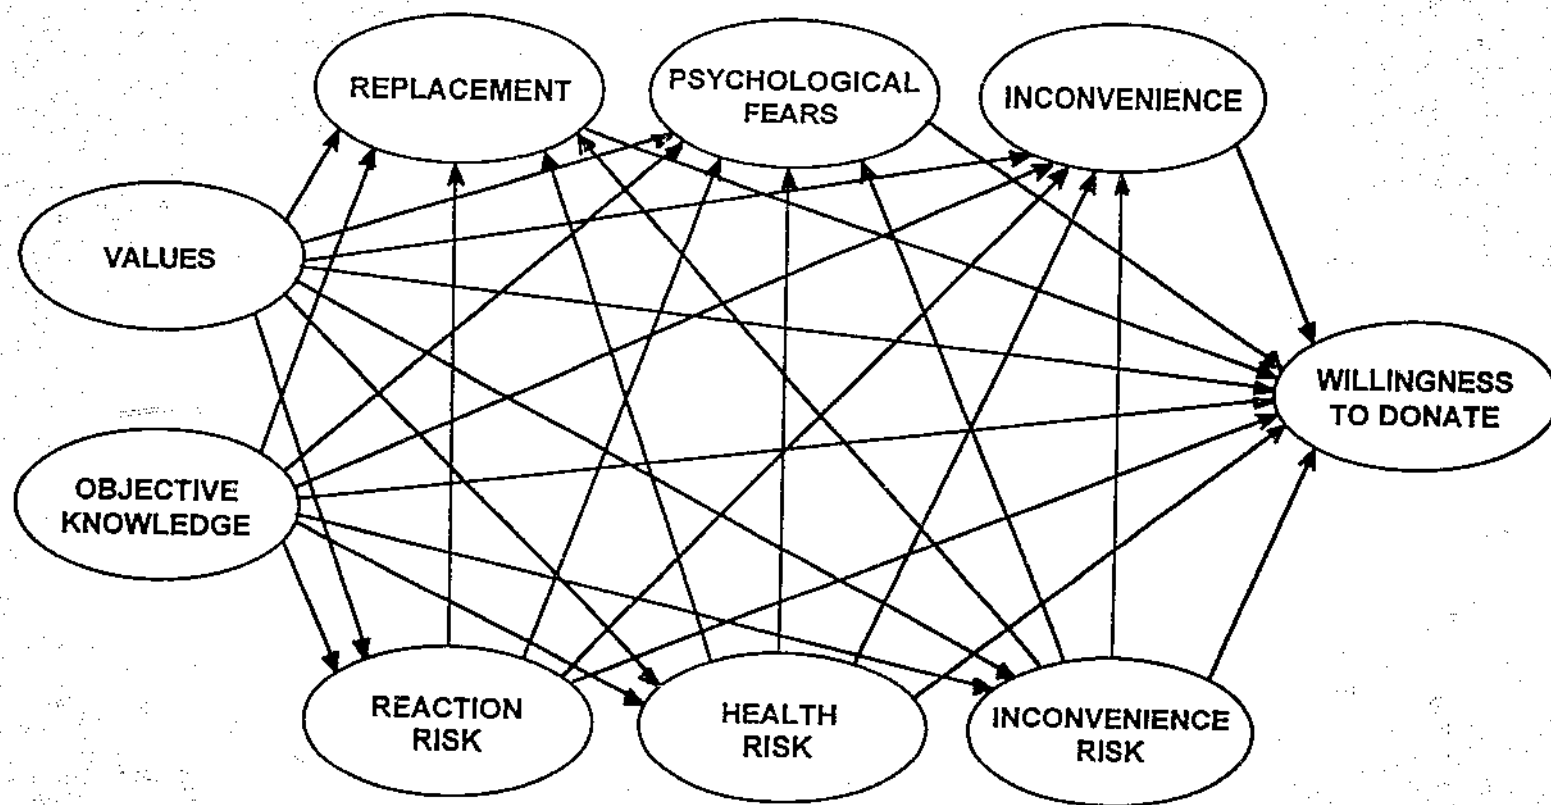 REPLACEMENT
PSYCHOLOGICAL
FEARS
INCONVENIENCE
VALUES
WILLINGNESS
TO DONATE
OBJECTIVE
KNOWLEDGE
REACTION
RISK
HEALTH
RISK
INCONVENIENCE
RISK